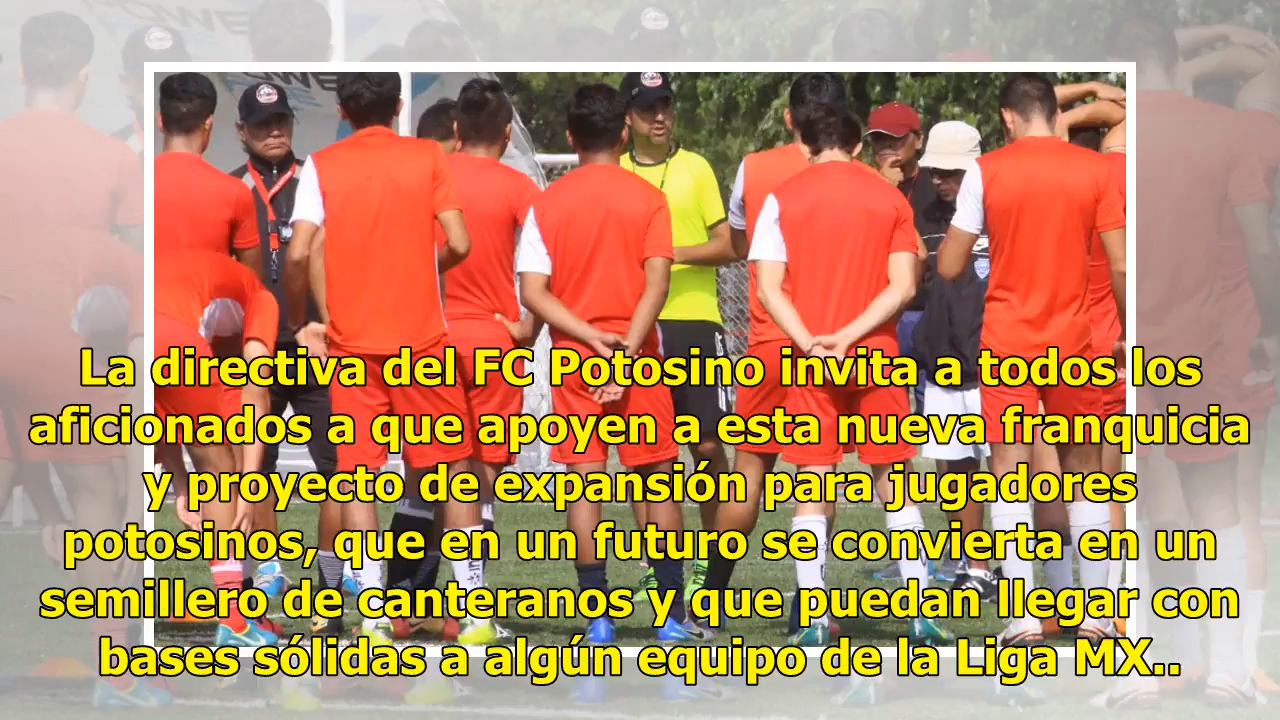 La directiva del FC Potosino invita a todos los
aficionados a que apoyen a esta nueva franquicia
y proyecto de expansión para jugadores
potosinos, que en un futuro se convierta en un
semillero de canteranos y que puedan llegar con
bases sólidas a algún equipo de la Liga MX..